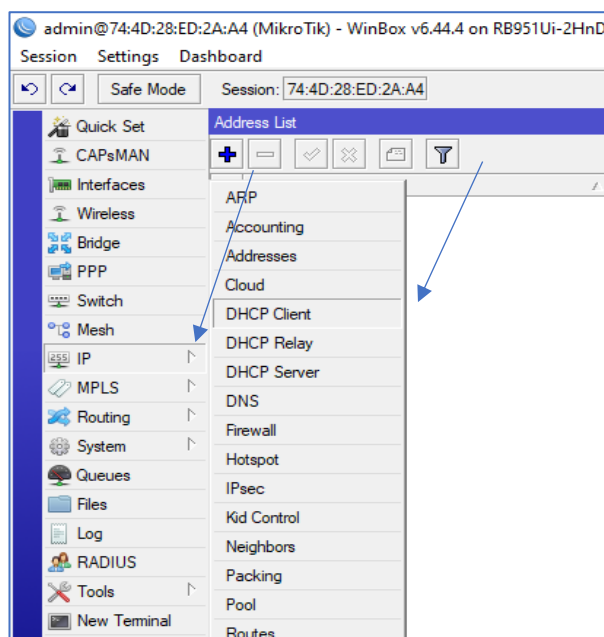 admin@74:4D:28:ED:2A:A4 (MikroTik) - WinBox v6.44.4 on RB951Ui-2HnD
Session Settings Dashboard
Safe Mode Session: 74:4D:28:ED:2A:A4
Quick Set
CAPsMAN
Interfaces
Wireless
Bridge
PPP
Switch
Mesh
255 IP
MPLS
Routing
System
Queues
Files
Log
RADIUS
Tools
New Terminal
Address List
ARP
Accounting
Addresses
Cloud
DHCP Client
DHCP Relay
DHCP Server
DNS
Firewall
Hotspot
IPsec
Kid Control
Neighbors
Packing
Pool
Routes